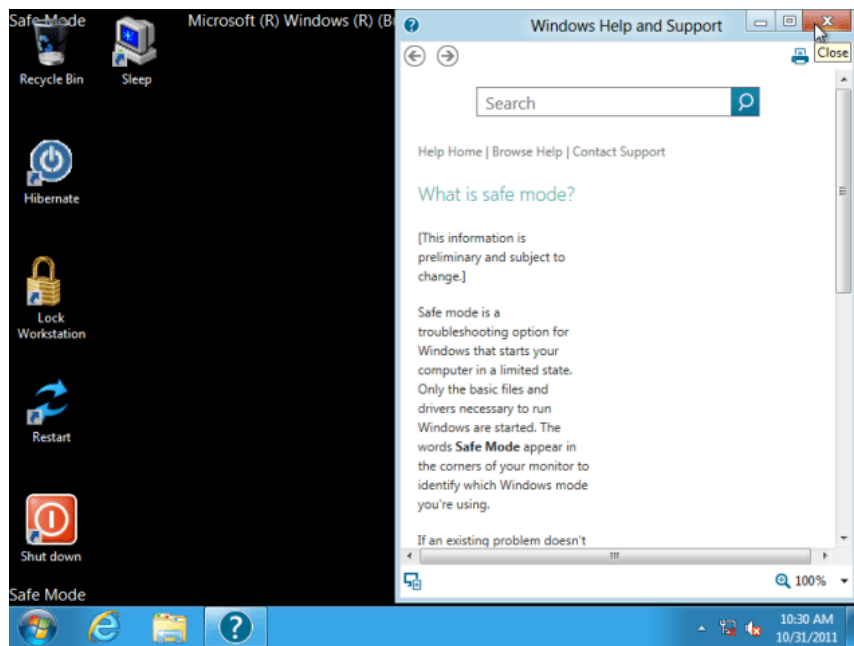 Safe Mode
Microsoft (R) Windows (R) (B
Windows Help and Support
Close
Recycle Bin
Sleep
Search
Help Home | Browse Help | Contact Support
What is safe mode?
Hibernate
[This information is
preliminary and subject to
change.]
Safe mode is a
troubleshooting option for
Windows that starts your
computer in a limited state.
Only the basic files and
drivers necessary to run
Windows are started. The
words Safe Mode appear in
the corners of your monitor to
identify which Windows mode
you're using.
If an existing problem doesn't
Lock
Workstation
Restart
Shut down
Safe Mode
100%
10:30 AM
10/31/2011